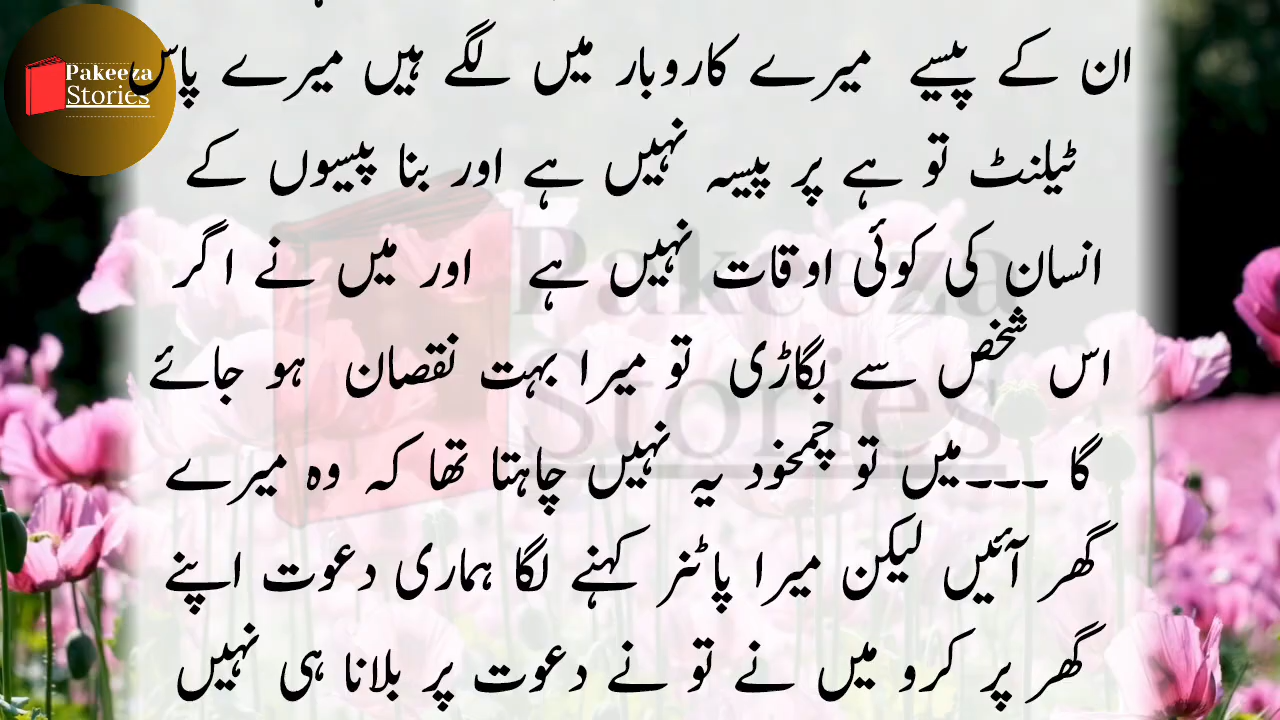 Pakeeza
Stories
ان کے پیسے میرے کاروبار میں لگے ہیں میرے پاس
ٹیلنٹ تو ہے پر پیسہ نہیں ہے اور بنا پیسوں کے
انسان کی کوئی اوقات نہیں ہے اور میں نے اگر
اس شخص سے بگاڑی تو میرا بہت نقصان ہو جائے
گا ---میں تو چمخود یہ نہیں چاہتا تھا کہ وہ میرے
گھر آئیں لیکن میرا پاٹنر کہنے لگا ہماری دعوت اپنے
گھر پر کرو میں نے تو نے دعوت پر بلانا ہی نہیں
Pakeeza
Stories